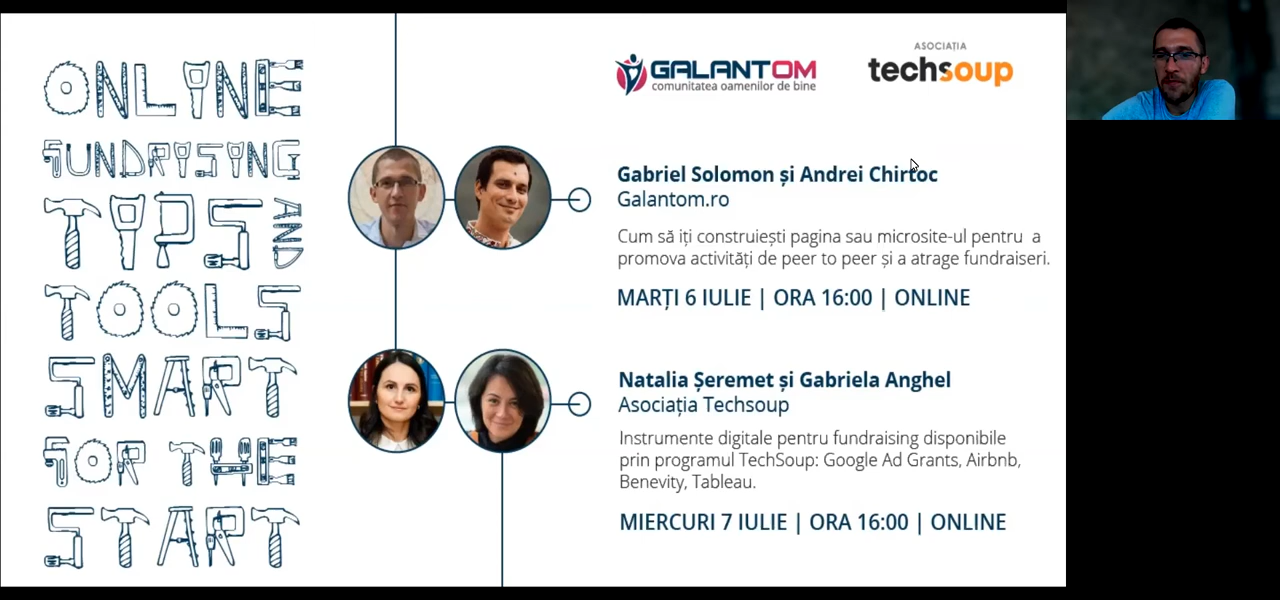 ONLINE
FUNDRISING
TIPS AND
TOOLS
SMART
FOR THE
START
GALANTOM
comunitatea oamenilor de bine
ASOCIAȚIA
techsoup
Gabriel Solomon și Andrei Chirtoc
Galantom.ro
Cum să iți construiești pagina sau microsite-ul pentru a
promova activități de peer to peer și a atrage fundraiseri.
MARȚI 6 IULIE | ORA 16:00 | ONLINE
Natalia Șeremet și Gabriela Anghel
Asociația Techsoup
Instrumente digitale pentru fundraising disponibile
prin programul TechSoup: Google Ad Grants, Airbnb,
Benevity, Tableau.
MIERCURI 7 IULIE | ORA 16:00 | ONLINE